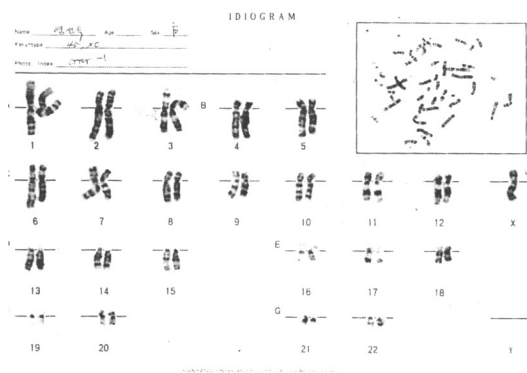 IDIOGRAM
Name Age Sex
Karyotype 45, XO
Photo Index
B
1 2 3 4 5
6 7 8 9 10 11 12 X
E
13 14 15 16 17 18
G
19 20 21 22 Y